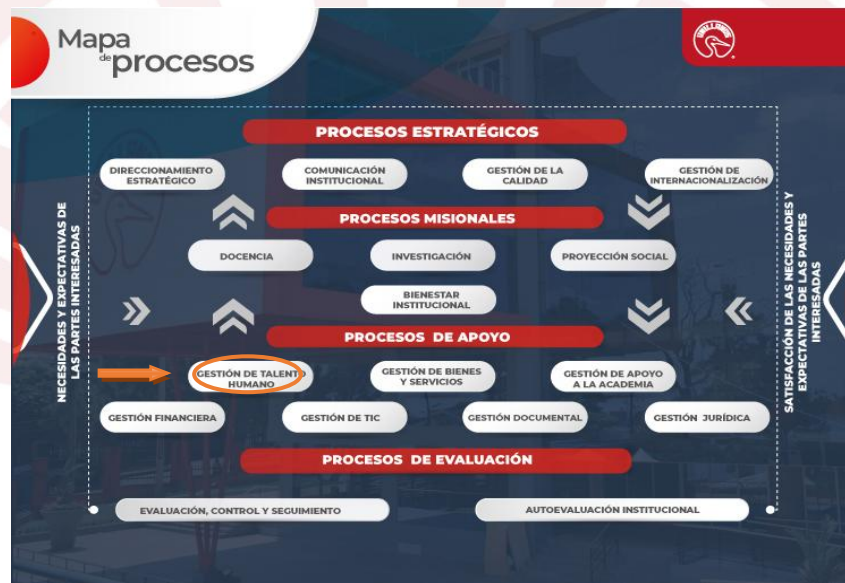 Mapa
de procesos
PROCESOS ESTRATÉGICOS
DIRECCIONAMIENTO
ESTRATÉGICO
COMUNICACIÓN
INSTITUCIONAL
GESTIÓN DE LA
CALIDAD
GESTIÓN DE
INTERNACIONALIZACIÓN
PROCESOS MISIONALES
DOCENCIA
INVESTIGACIÓN
PROYECCIÓN SOCIAL
BIENESTAR
INSTITUCIONAL
PROCESOS DE APOYO
GESTIÓN DE TALENTO
HUMANO
GESTIÓN DE BIENES
Y SERVICIOS
GESTIÓN DE APOYO
A LA ACADEMIA
GESTIÓN FINANCIERA
GESTIÓN DE TIC
GESTIÓN DOCUMENTAL
GESTIÓN JURÍDICA
PROCESOS DE EVALUACIÓN
EVALUACIÓN, CONTROL Y SEGUIMIENTO
AUTOEVALUACIÓN INSTITUCIONAL
NECESIDADES Y EXPECTATIVAS DE
LAS PARTES INTERESADAS
SATISFACCIÓN DE LAS NECESIDADES Y
EXPECTATIVAS DE LAS PARTES
INTERESADAS